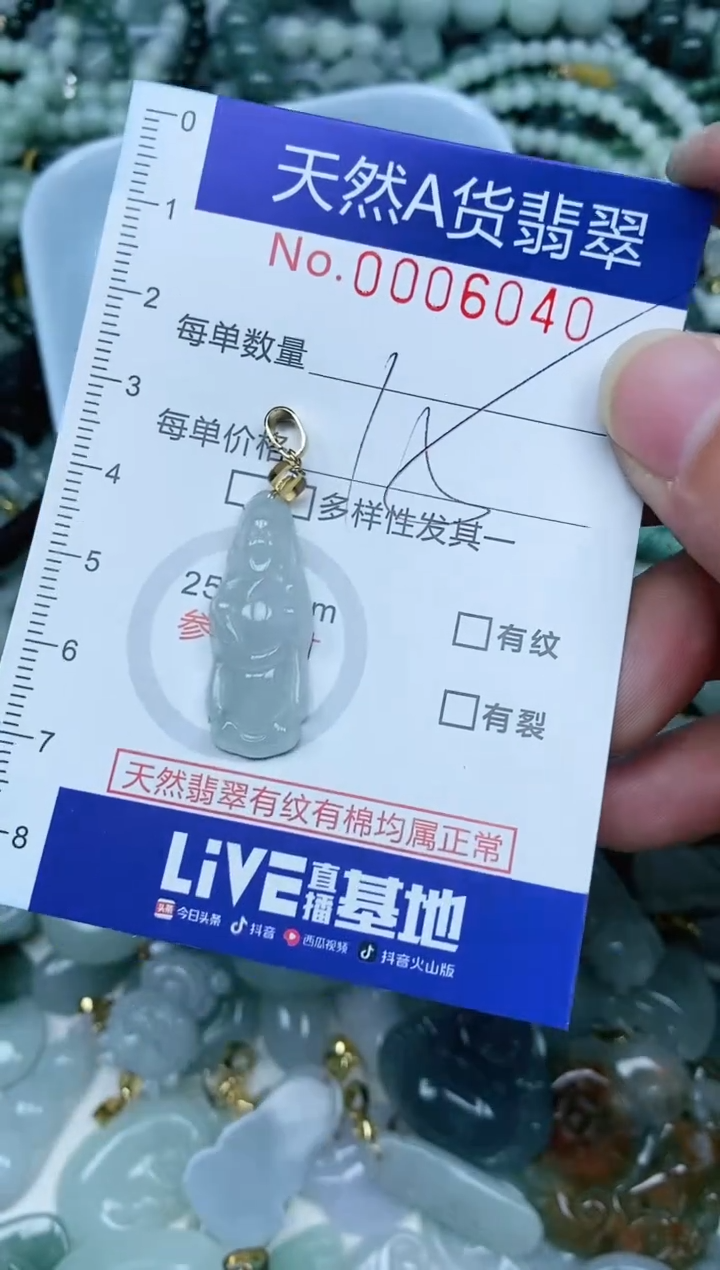 天然A货翡翠
No.0006040
每单数量
每单价格
多样性发其一
有纹
有裂
天然翡翠有纹有棉均属正常
LiVE直播基地
今日头条 抖音 西瓜视频 抖音火山版
0
1
2
3
4
5
6
7
8